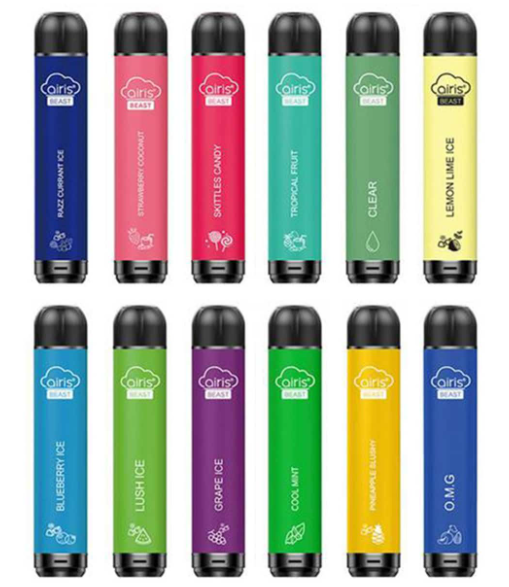 airis
BEAST
RAZZ CURRANT ICE
airis
BEAST
STRAWBERRY COCONUT
airis
BEAST
SKITTLES CANDY
airis
BEAST
TROPICAL FRUIT
airis
BEAST
CLEAR
airis
BEAST
LEMON LIME ICE
airis
BEAST
BLUEBERRY ICE
airis
BEAST
LUSH ICE
airis
BEAST
GRAPE ICE
airis
BEAST
COOL MINT
airis
BEAST
PINEAPPLE SLUSHY
airis
BEAST
O.M.G